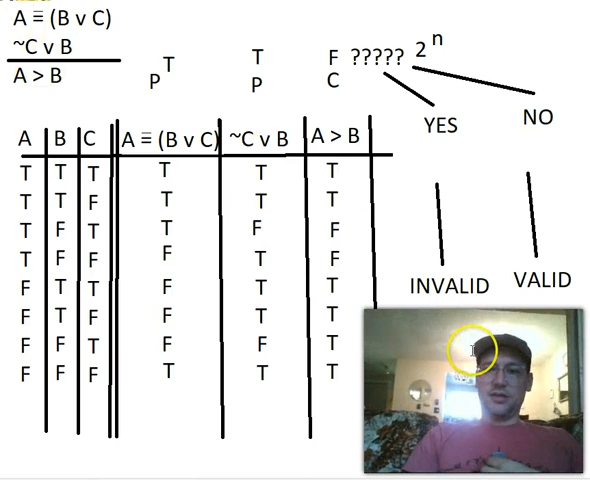 A ≡ (B v C)
~C v B
A > B
T T F ????? 2^n
P P C
YES NO
INVALID VALID
A B C A ≡ (B v C) ~C v B A > B
T T T T T T
T T F T T T
T F T T F F
T F F F T F
F T T F T T
F T F F T T
F F T F F T
F F F T T T